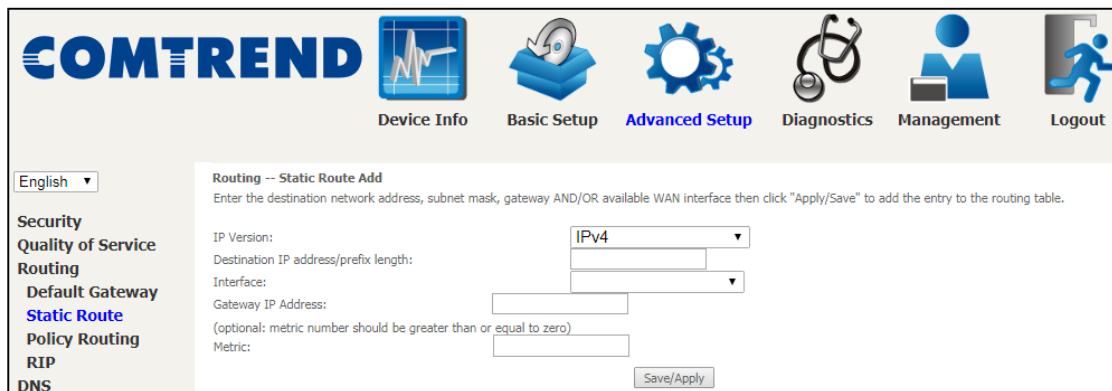 COMTREND
Device Info
Basic Setup
Advanced Setup
Diagnostics
Management
Logout
English
Security
Quality of Service
Routing
Default Gateway
Static Route
Policy Routing
RIP
DNS
Routing -- Static Route Add
Enter the destination network address, subnet mask, gateway AND/OR available WAN interface then click "Apply/Save" to add the entry to the routing table.
IP Version:
IPv4
Destination IP address/prefix length:
Interface:
Gateway IP Address:
(optional: metric number should be greater than or equal to zero)
Metric:
Save/Apply